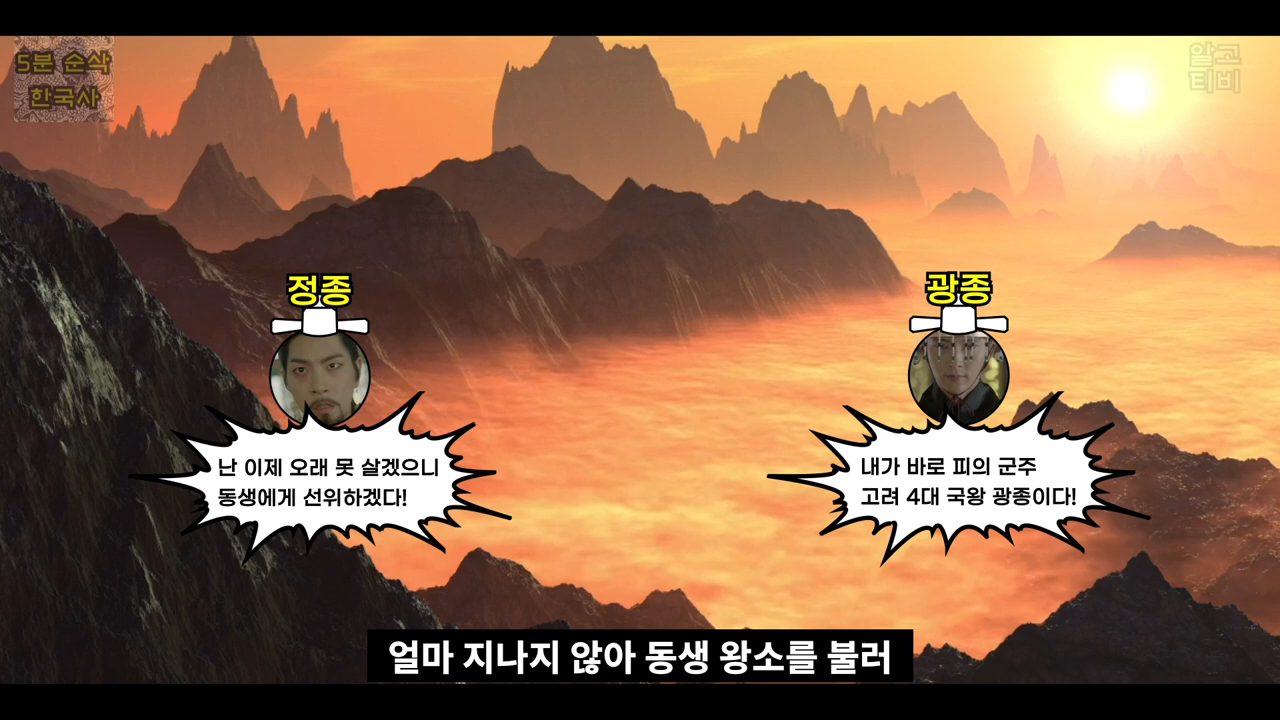 5분 순삭
한국사
알고
티비
정종
광종
난 이제 오래 못 살겠으니
동생에게 선위하겠다!
내가 바로 피의 군주
고려 4대 국왕 광종이다!
얼마 지나지 않아 동생 왕소를 불러